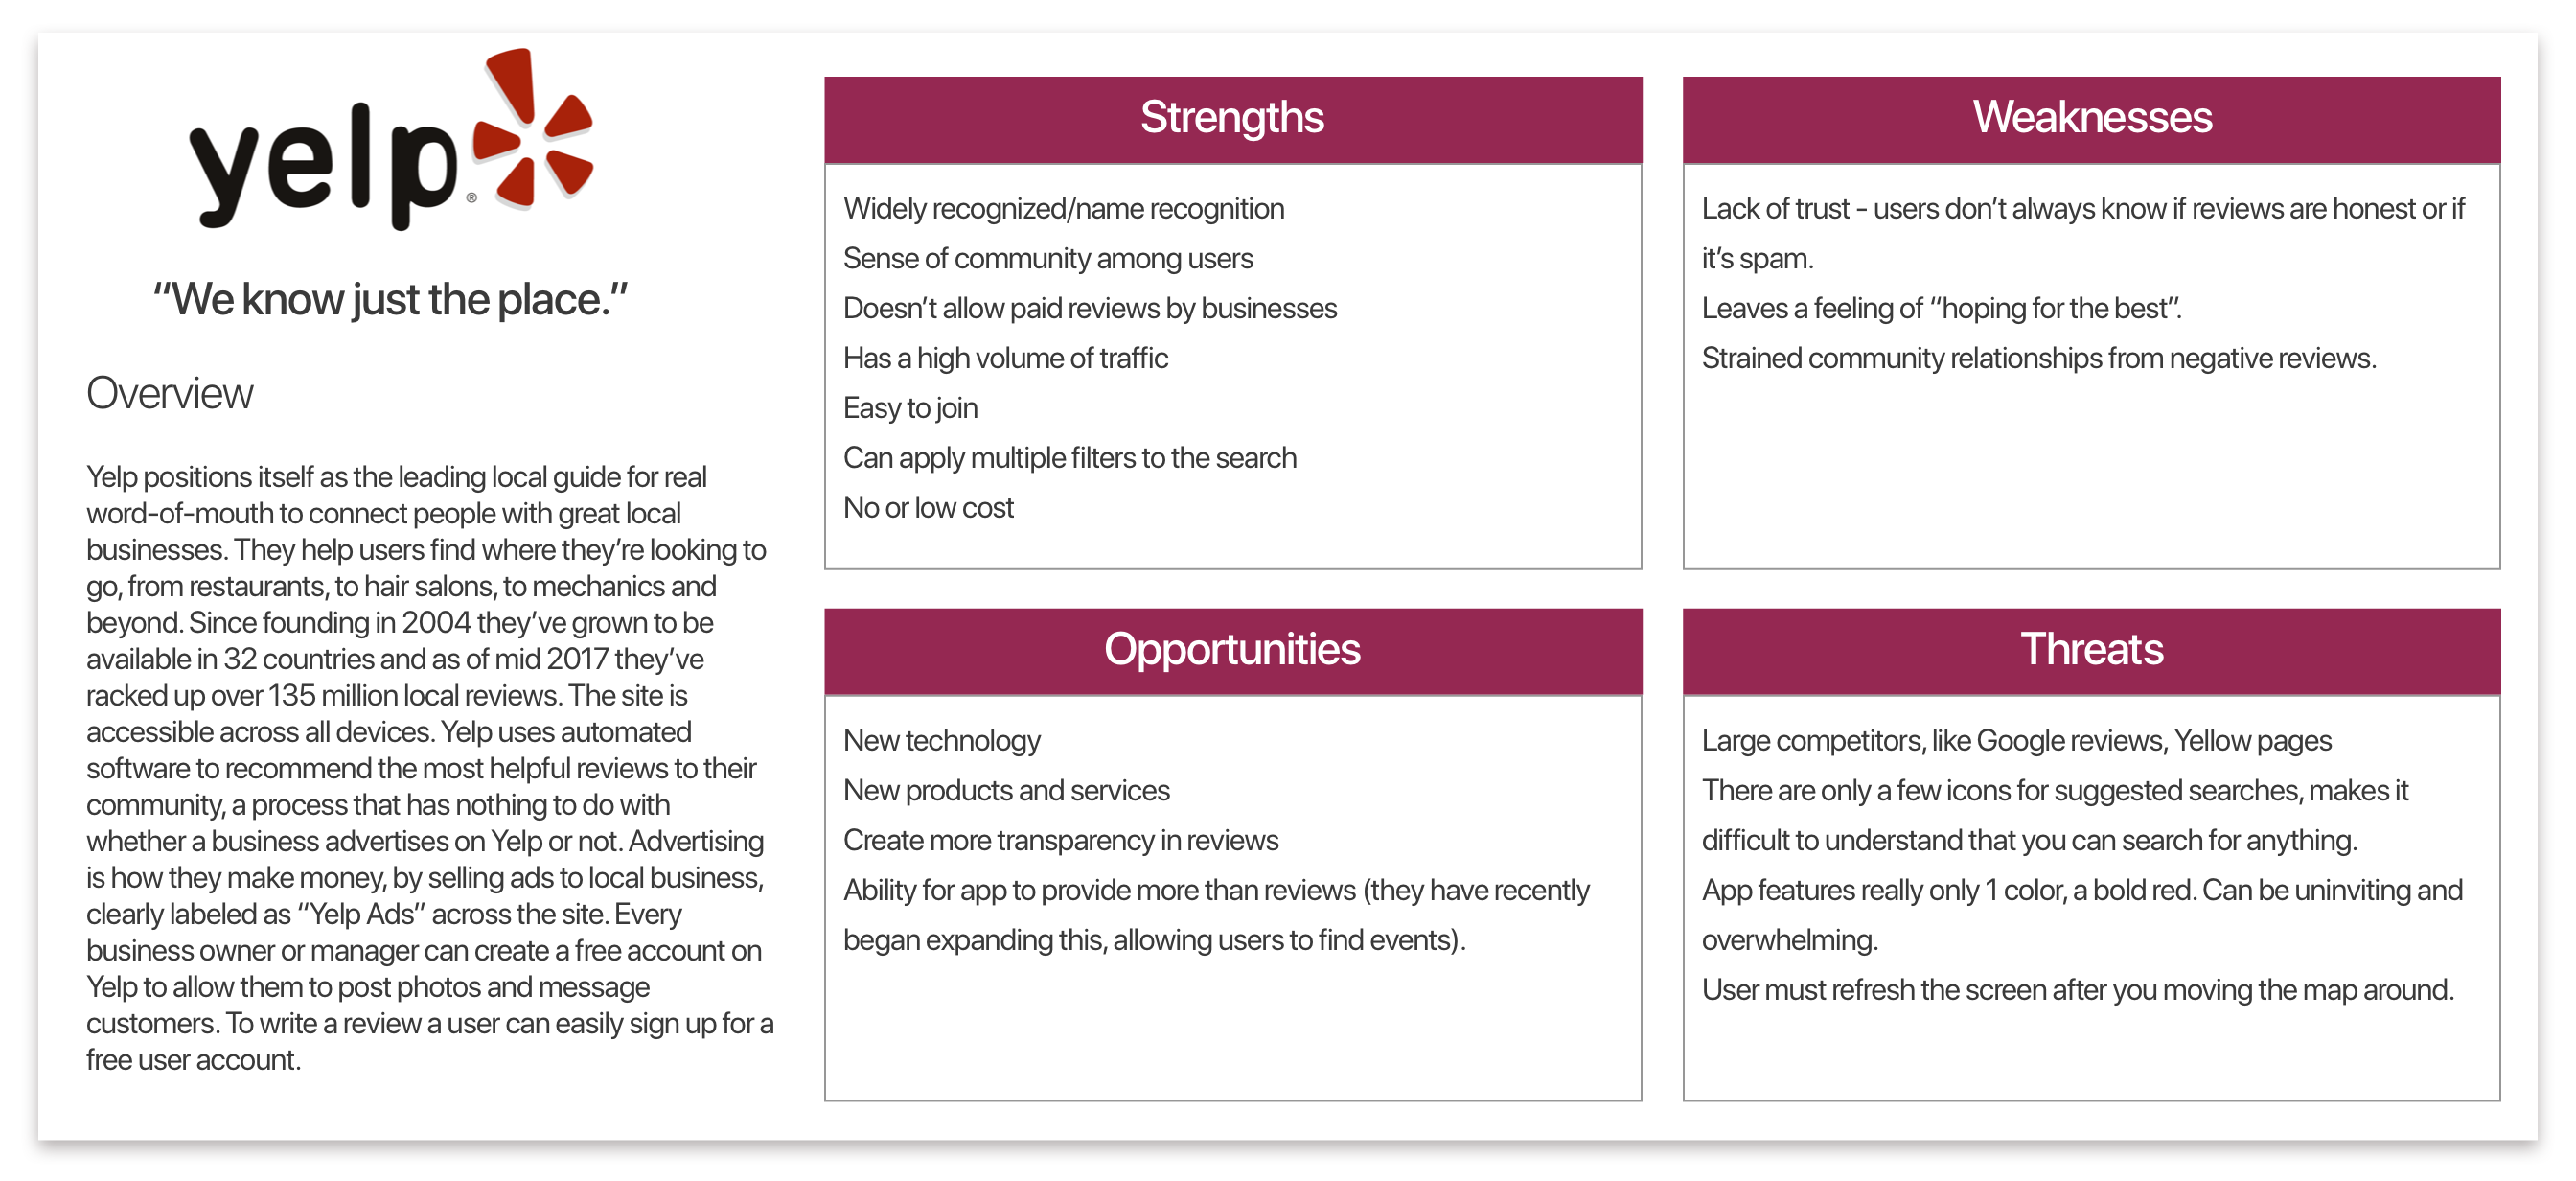 yelp®
“We know just the place.”
Overview
Yelp positions itself as the leading local guide for real
word-of-mouth to connect people with great local
businesses. They help users find where they’re looking to
go, from restaurants, to hair salons, to mechanics and
beyond. Since founding in 2004 they’ve grown to be
available in 32 countries and as of mid 2017 they’ve
racked up over 135 million local reviews. The site is
accessible across all devices. Yelp uses automated
software to recommend the most helpful reviews to their
community, a process that has nothing to do with
whether a business advertises on Yelp or not. Advertising
is how they make money, by selling ads to local business,
clearly labeled as “Yelp Ads” across the site. Every
business owner or manager can create a free account on
Yelp to allow them to post photos and message
customers. To write a review a user can easily sign up for a
free user account.
Strengths
Widely recognized/name recognition
Sense of community among users
Doesn’t allow paid reviews by businesses
Has a high volume of traffic
Easy to join
Can apply multiple filters to the search
No or low cost
Weaknesses
Lack of trust - users don’t always know if reviews are honest or if
it’s spam.
Leaves a feeling of “hoping for the best”.
Strained community relationships from negative reviews.
Opportunities
New technology
New products and services
Create more transparency in reviews
Ability for app to provide more than reviews (they have recently
began expanding this, allowing users to find events).
Threats
Large competitors, like Google reviews, Yellow pages
There are only a few icons for suggested searches, makes it
difficult to understand that you can search for anything.
App features really only 1 color, a bold red. Can be uninviting and
overwhelming.
User must refresh the screen after you moving the map around.